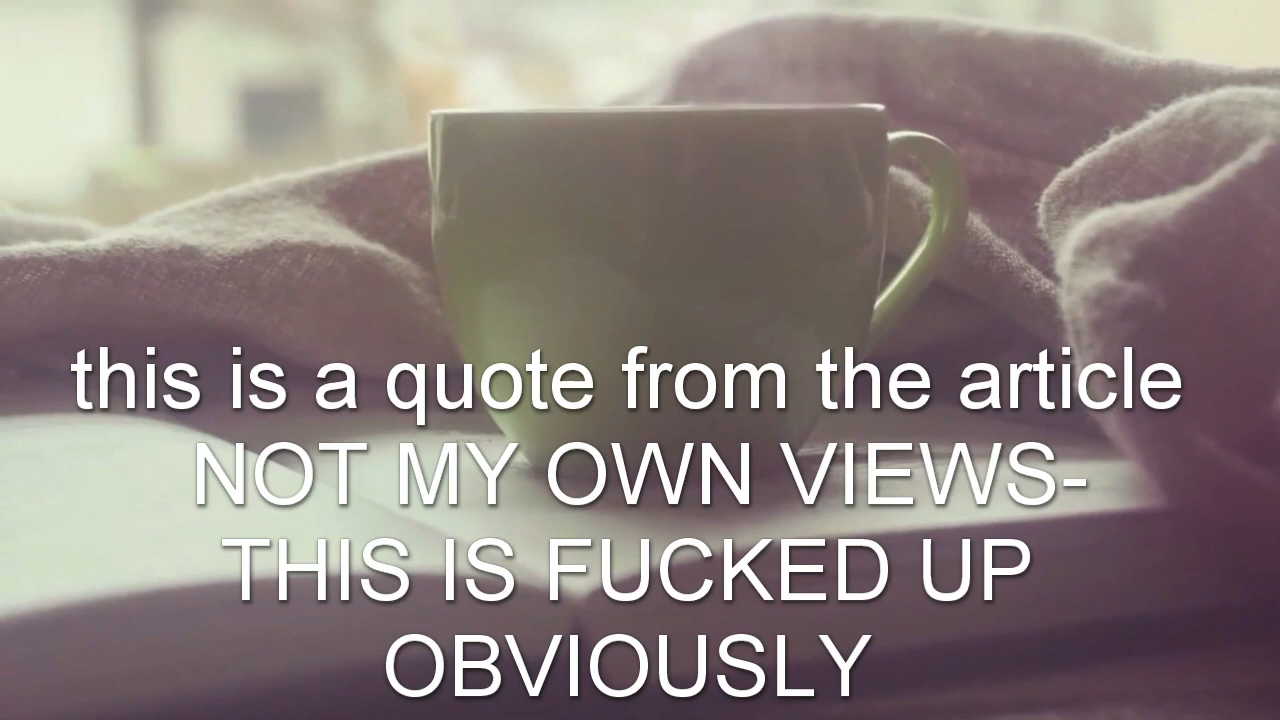 this is a quote from the article
NOT MY OWN VIEWS-
THIS IS FUCKED UP
OBVIOUSLY